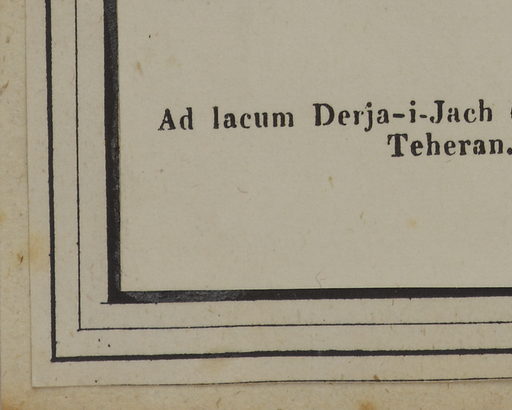 Ad lacum Derja-i-Jach
Teheran.